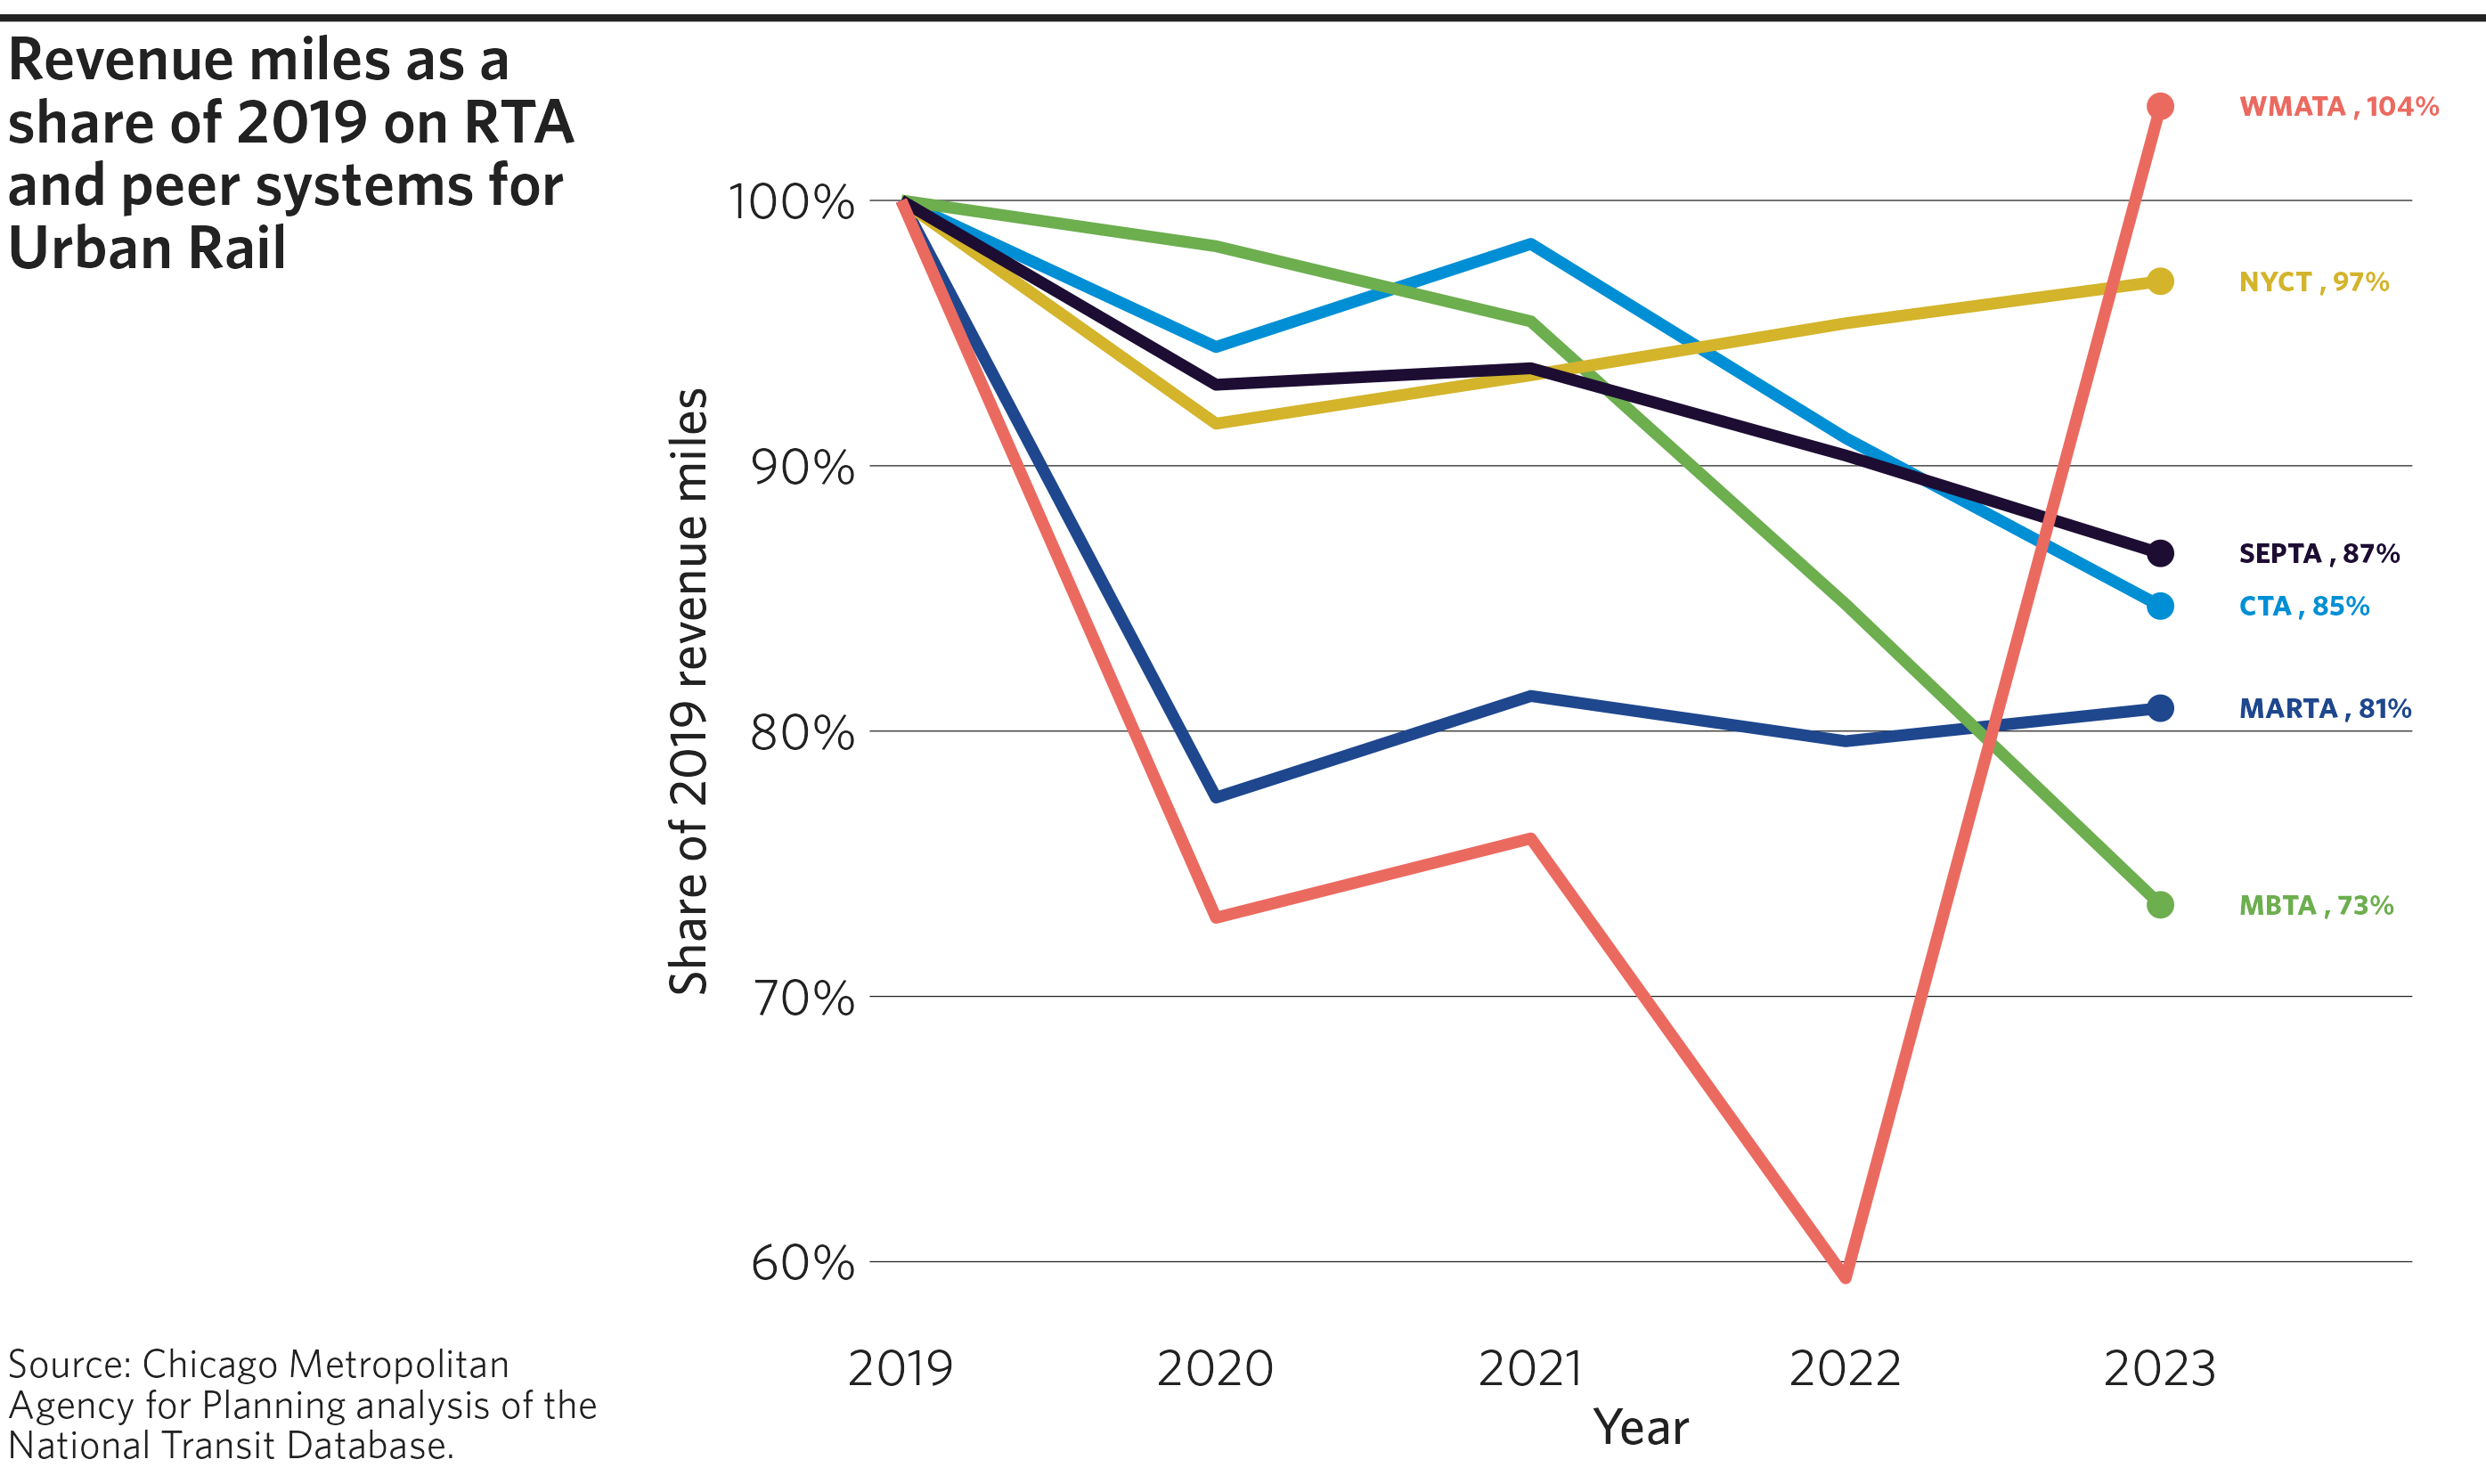 Revenue miles as a
share of 2019 on RTA
and peer systems for
Urban Rail
Share of 2019 revenue miles
100%
90%
80%
70%
60%
WMATA , 104%
NYCT , 97%
SEPTA , 87%
CTA , 85%
MARTA , 81%
MBTA , 73%
2019
2020
2021
2022
2023
Year
Source: Chicago Metropolitan
Agency for Planning analysis of the
National Transit Database.